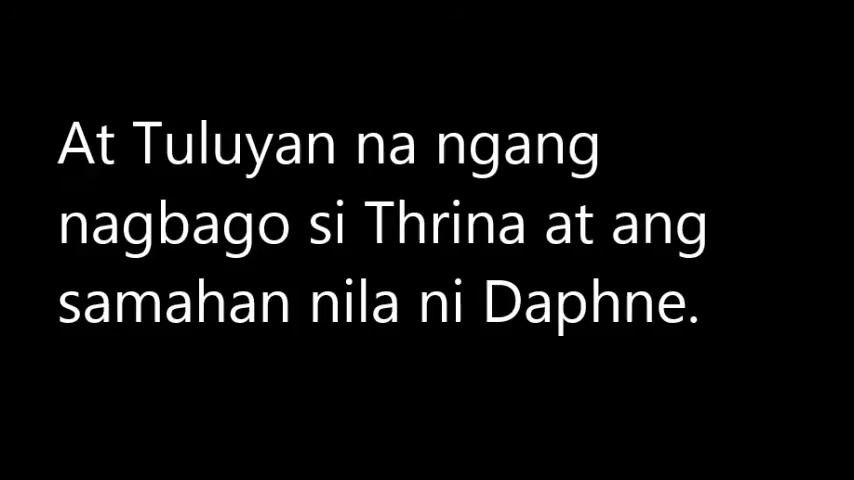 At Tuluyan na ngang
nagbago si Thrina at ang
samahan nila ni Daphne.